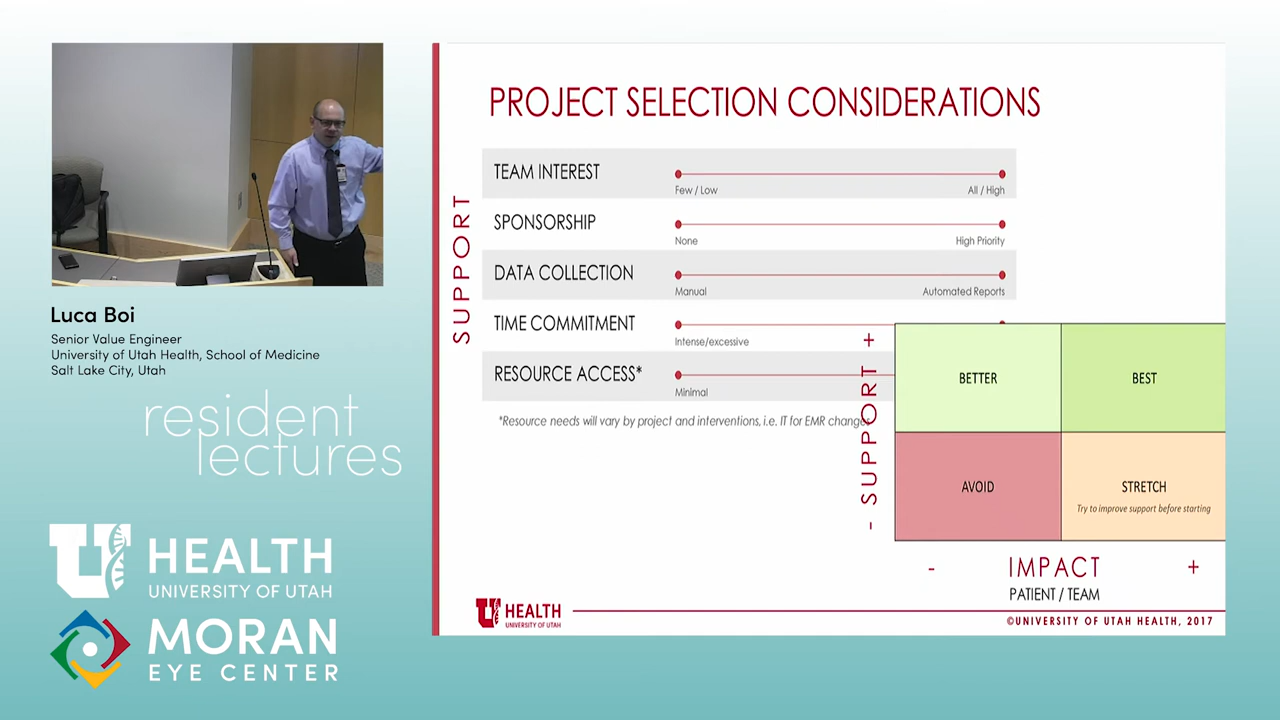 Luca Boi
Senior Value Engineer
University of Utah Health, School of Medicine
Salt Lake City, Utah
resident
lectures
U HEALTH
UNIVERSITY OF UTAH
MORAN
EYE CENTER
PROJECT SELECTION CONSIDERATIONS
SUPPORT
TEAM INTEREST
Few / Low
All / High
SPONSORSHIP
None
High Priority
DATA COLLECTION
Manual
Automated Reports
TIME COMMITMENT
Intense/excessive
RESOURCE ACCESS*
Minimal
*Resource needs will vary by project and interventions, i.e. IT for EMR change
- SUPPORT +
BETTER
BEST
AVOID
STRETCH
Try to improve support before starting
- IMPACT +
PATIENT / TEAM
U HEALTH
UNIVERSITY OF UTAH
©UNIVERSITY OF UTAH HEALTH, 2017